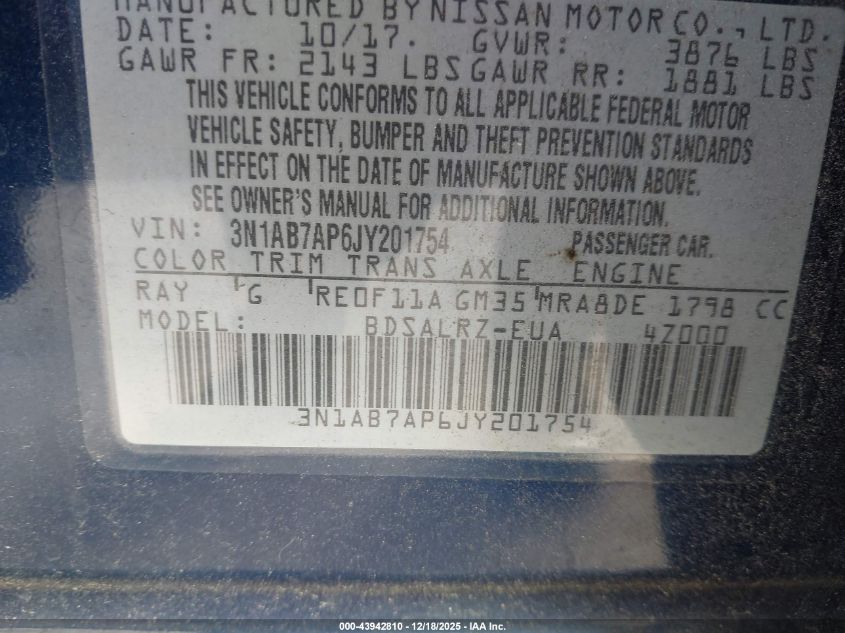 MANUFACTURED BY NISSAN MOTOR CO., LTD.
DATE: 10/17. GVWR: 3876 LBS
GAWR FR: 2143 LBS GAWR RR: 1881 LBS
THIS VEHICLE CONFORMS TO ALL APPLICABLE FEDERAL MOTOR
VEHICLE SAFETY, BUMPER AND THEFT PREVENTION STANDARDS
IN EFFECT ON THE DATE OF MANUFACTURE SHOWN ABOVE.
SEE OWNER'S MANUAL FOR ADDITIONAL INFORMATION.
VIN: 3N1AB7AP6JY201754 PASSENGER CAR.
COLOR TRIM TRANS AXLE ENGINE
RAY G RE0F11A GM35 MRA8DE 1798 CC
MODEL: BDSALRZ-EUA 4Z000
3N1AB7AP6JY201754
000-43942810 - 12/18/2025 - IAA Inc.